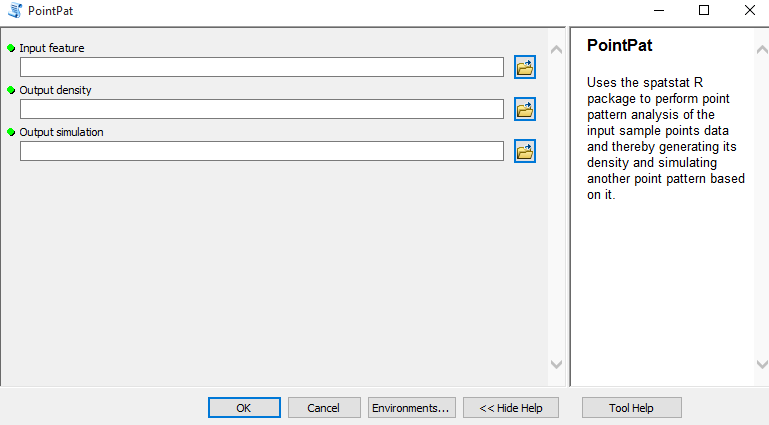 PointPat
Input feature
Output density
Output simulation
PointPat
Uses the spatstat R
package to perform point
pattern analysis of the
input sample points data
and thereby generating its
density and simulating
another point pattern based
on it.
OK
Cancel
Environments...
<< Hide Help
Tool Help